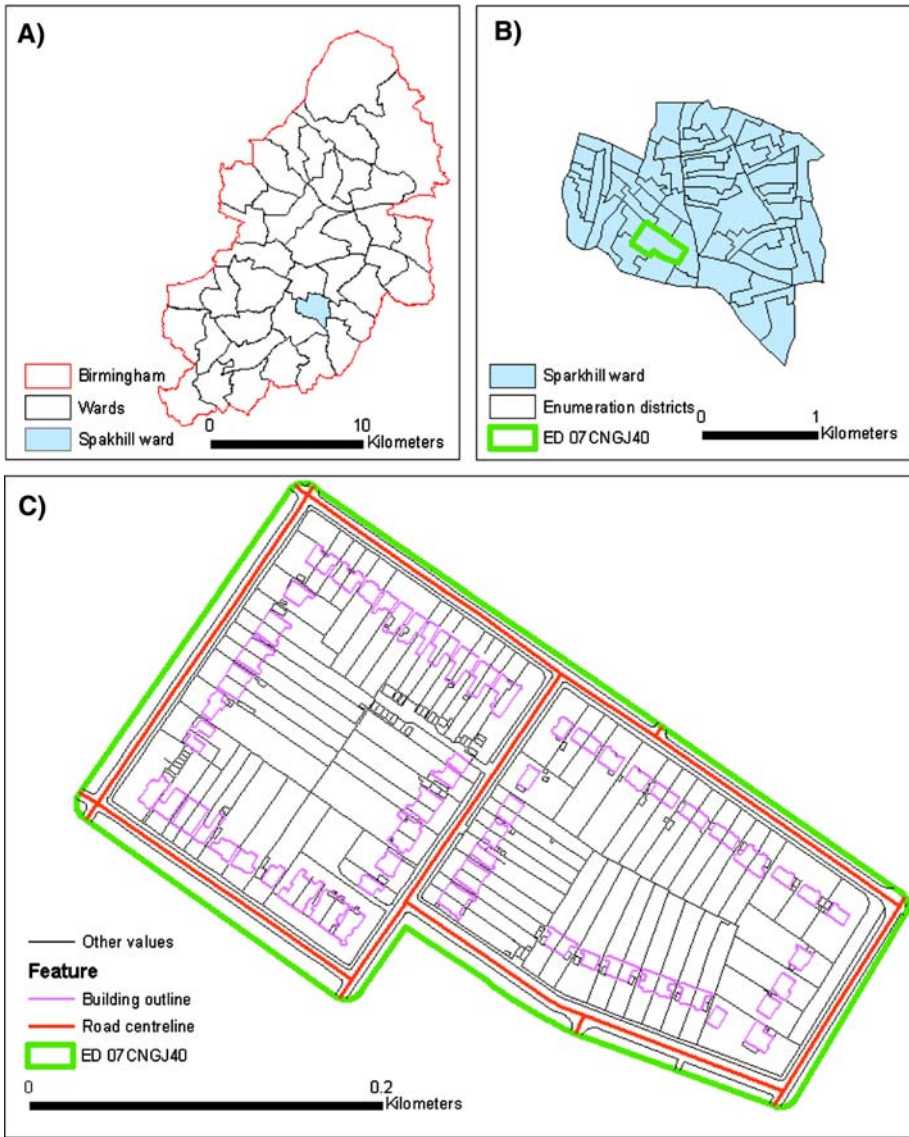 A)
Birmingham
Wards
Spakhill ward
0 10
Kilometers
B)
Sparkhill ward
Enumeration districts
ED 07CNGJ40
0 1
Kilometers
C)
Other values
Feature
Building outline
Road centreline
ED 07CNGJ40
0 0.2
Kilometers